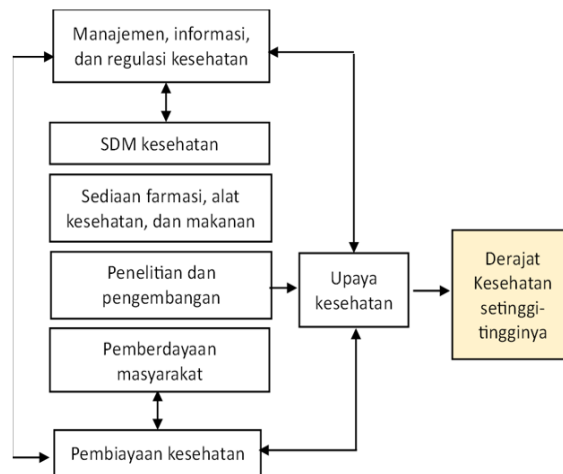 Manajemen, informasi,
dan regulasi kesehatan
SDM kesehatan
Sediaan farmasi, alat
kesehatan, dan makanan
Penelitian dan
pengembangan
Pemberdayaan
masyarakat
Pembiayaan kesehatan
Upaya
kesehatan
Derajat
Kesehatan
setinggi-
tingginya